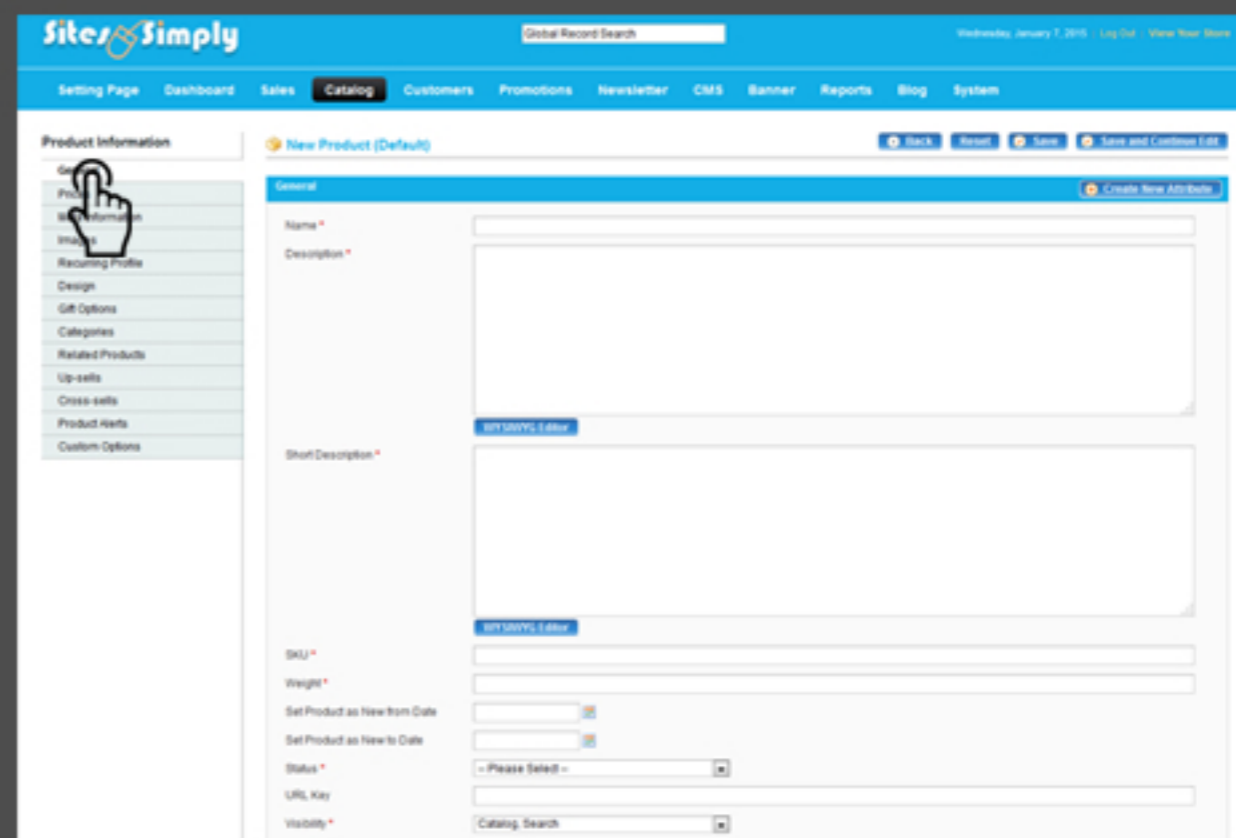 Sites Simply
Global Record Search
Wednesday, January 7, 2015 Log Out View Your Store
Setting Page Dashboard Sales Catalog Customers Promotions Newsletter CMS Banner Reports Blog System
Product Information
New Product (Default)
Back Reset Save Save and Continue Edit
General
Create New Attribute
Images
Recurring Profile
Design
Gift Options
Categories
Related Products
Up-sells
Cross-sells
Product Alerts
Custom Options
Name *
Description *
WYSIWYG Editor
Short Description *
WYSIWYG Editor
SKU *
Weight *
Set Product as New from Date
Set Product as New to Date
Status *
-- Please Select --
URL Key
Visibility *
Catalog, Search